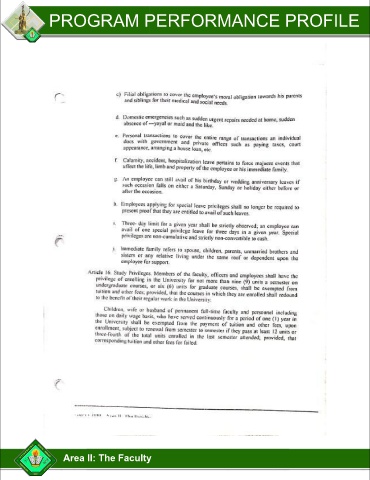 PROGRAM PERFORMANCE PROFILE
c) Filial obligations to cover the employee's moral obligation towards his parents
and siblings for their medical and social needs.
d. Domestic emergencies such as sudden urgent repairs needed at home, sudden
absence of maid and the like.
e. Personal transactions to cover the entire range of transactions an individual
does with government and private offices such as paying taxes, court
appearance, arranging a house loan, etc.
f. Calamity, accident, hospitalization leave pertains to force majeure events that
affect the life, limb and property of the employee or his immediate family.
g. An employee can still avail of his birthday or wedding anniversary leaves if
such occasion falls on either a Saturday, Sunday or holiday either before or
after the occasion.
h. Employees applying for special leave privileges shall no longer be required to
present proof that they are entitled to avail of such leaves.
i. Three-day limit for a given year shall be strictly observed, an employee can
avail of one special privilege leave for three days in a given year. Special
privileges are non-cumulative and strictly non-convertible to cash.
j. Immediate family refers to spouse, children, parents, unmarried brothers and
sisters or any relative living under the same roof or dependent upon the
employee for support.
Article 16. Study Privileges. Members of the faculty, officers and employees shall have the
privilege of enrolling in the University for not more than nine (9) units a semester on
undergraduate courses, or six (6) units for graduate courses, shall be exempted from
tuition and other fees; provided, that the courses in which they are enrolled shall redound
to the benefit of their regular work in the University.
Children, wife or husband of permanent full-time faculty and personnel including
those on daily wage basis, who have served continuously for a period of one (1) year in
the University shall be exempted from the payment of tuition and other fees, upon
enrollment, subject to renewal from semester to semester if they pass at least 12 units or
three-fourth of the total units enrolled in the last semester attended; provided, that
corresponding tuition and other fees for failed.
Area II: The Faculty